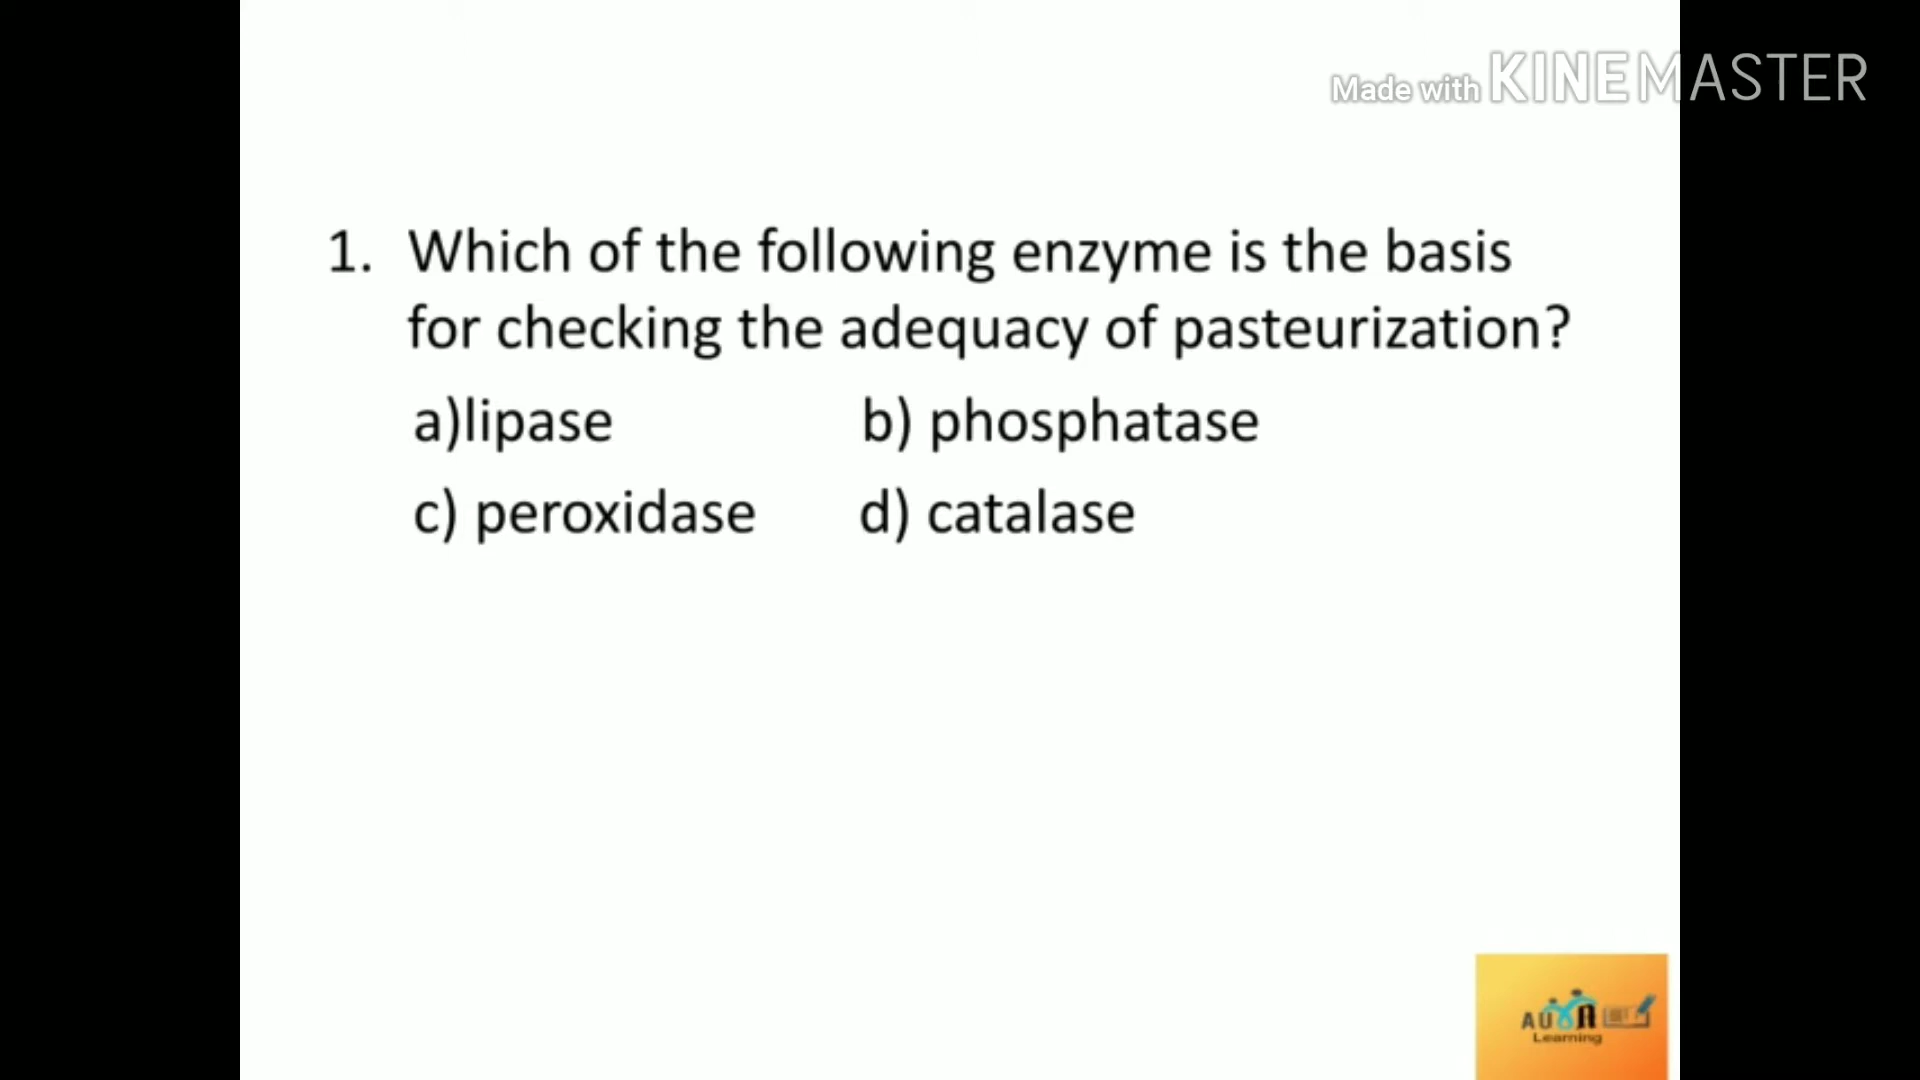 Made with KINEMASTER
1. Which of the following enzyme is the basis
for checking the adequacy of pasteurization?
a)lipase b) phosphatase
c) peroxidase d) catalase
Learning